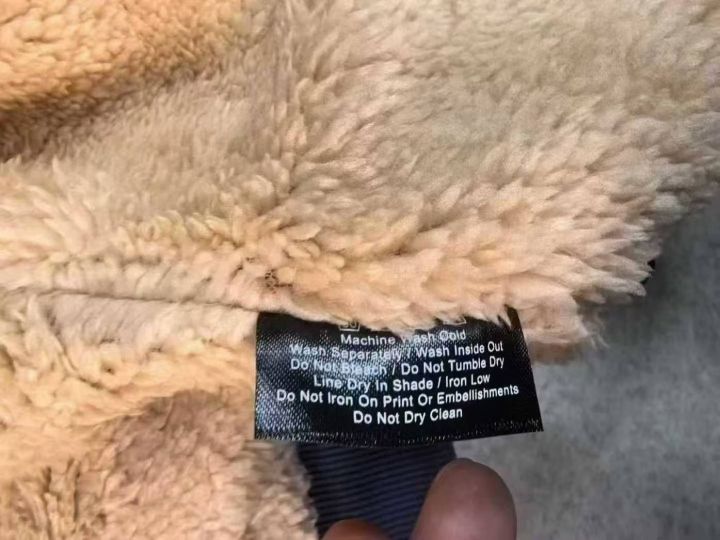 Machine Wash Cold
Wash Separately / Wash Inside Out
Do Not Bleach / Do Not Tumble Dry
Line Dry In Shade / Iron Low
Do Not Iron on Print Or Embellishments
Do Not Dry Clean